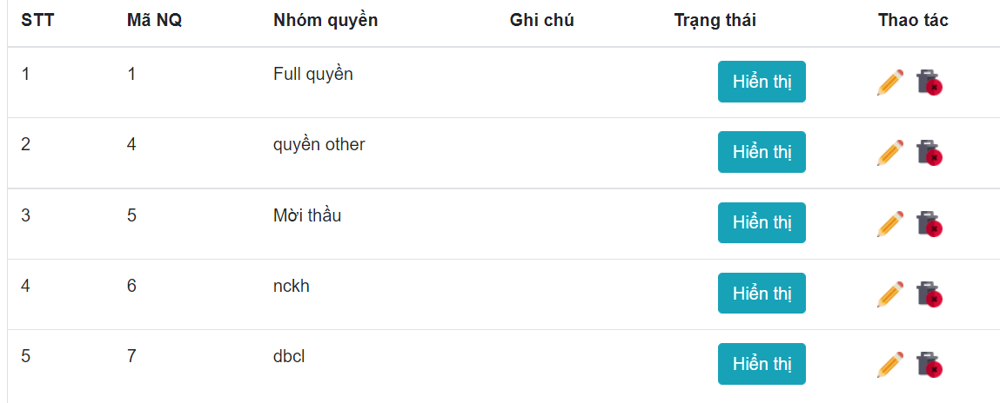 STT Mã NQ Nhóm quyền Ghi chú Trạng thái Thao tác
1 1 Full quyền Hiển thị
2 4 quyền other Hiển thị
3 5 Mời thầu Hiển thị
4 6 nckh Hiển thị
5 7 dbcl Hiển thị